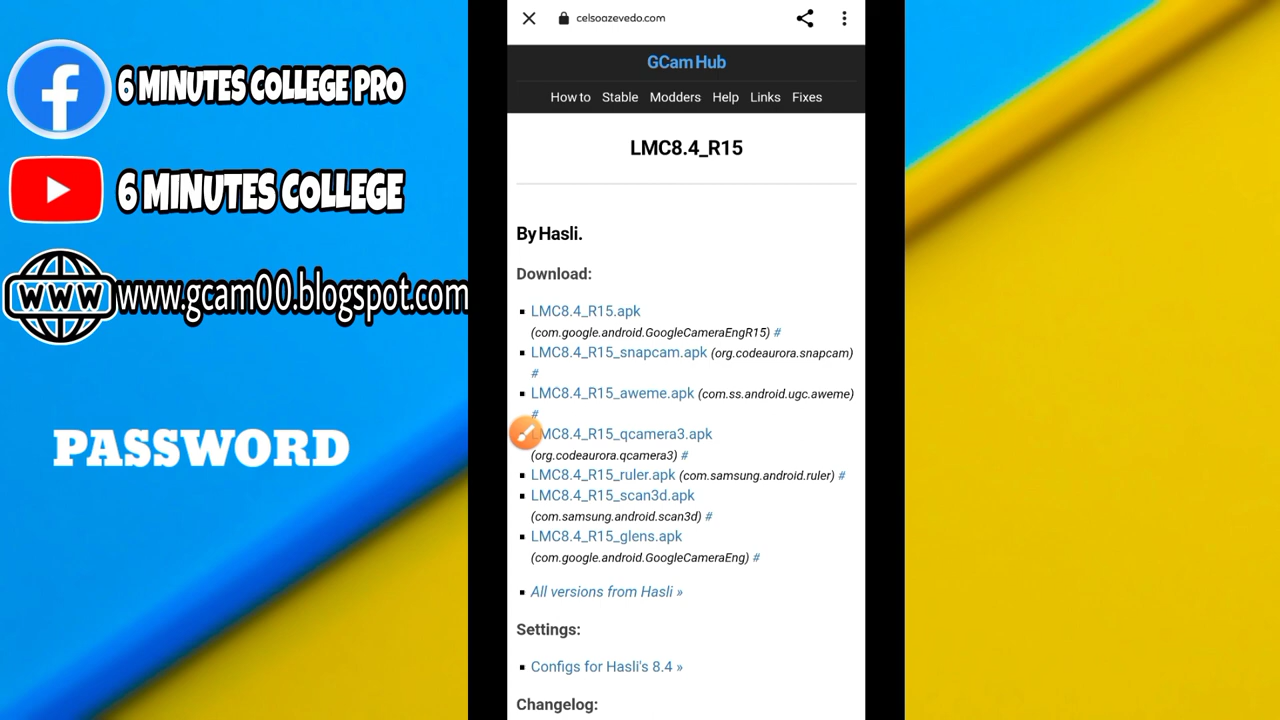 6 MINUTES COLLEGE PRO
6 MINUTES COLLEGE
WWW
www.gcam00.blogspot.com
PASSWORD
celsoazevedo.com
GCam Hub
How to Stable Modders Help Links Fixes
LMC8.4_R15
By Hasli.
Download:
LMC8.4_R15.apk
(com.google.android.GoogleCameraEngR15) #
LMC8.4_R15_snapcam.apk (org.codeaurora.snapcam)
#
LMC8.4_R15_aweme.apk (com.ss.android.ugc.aweme)
#
LMC8.4_R15_qcamera3.apk
(org.codeaurora.qcamera3) #
LMC8.4_R15_ruler.apk (com.samsung.android.ruler) #
LMC8.4_R15_scan3d.apk
(com.samsung.android.scan3d) #
LMC8.4_R15_glens.apk
(com.google.android.GoogleCameraEng) #
All versions from Hasli »
Settings:
Configs for Hasli's 8.4 »
Changelog: